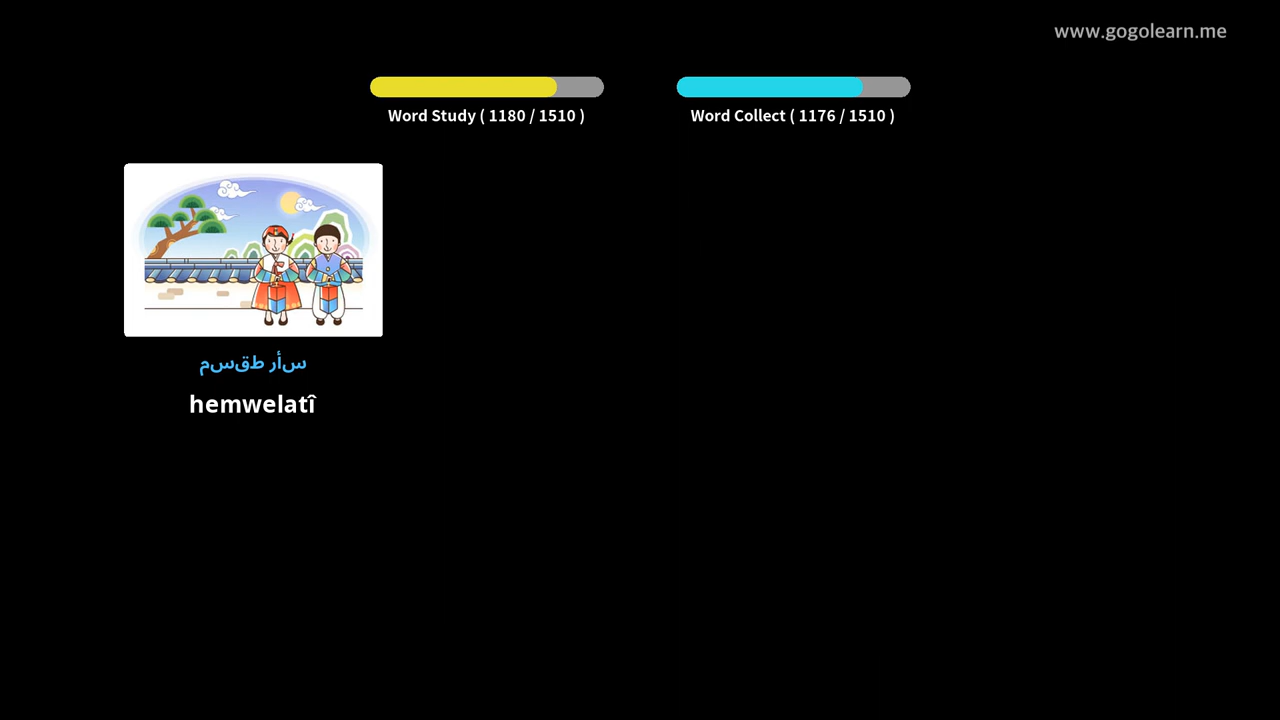 www.gogolearn.me
Word Study ( 1180 / 1510 )
Word Collect ( 1176 / 1510 )
سأر طقسم
hemwelatî